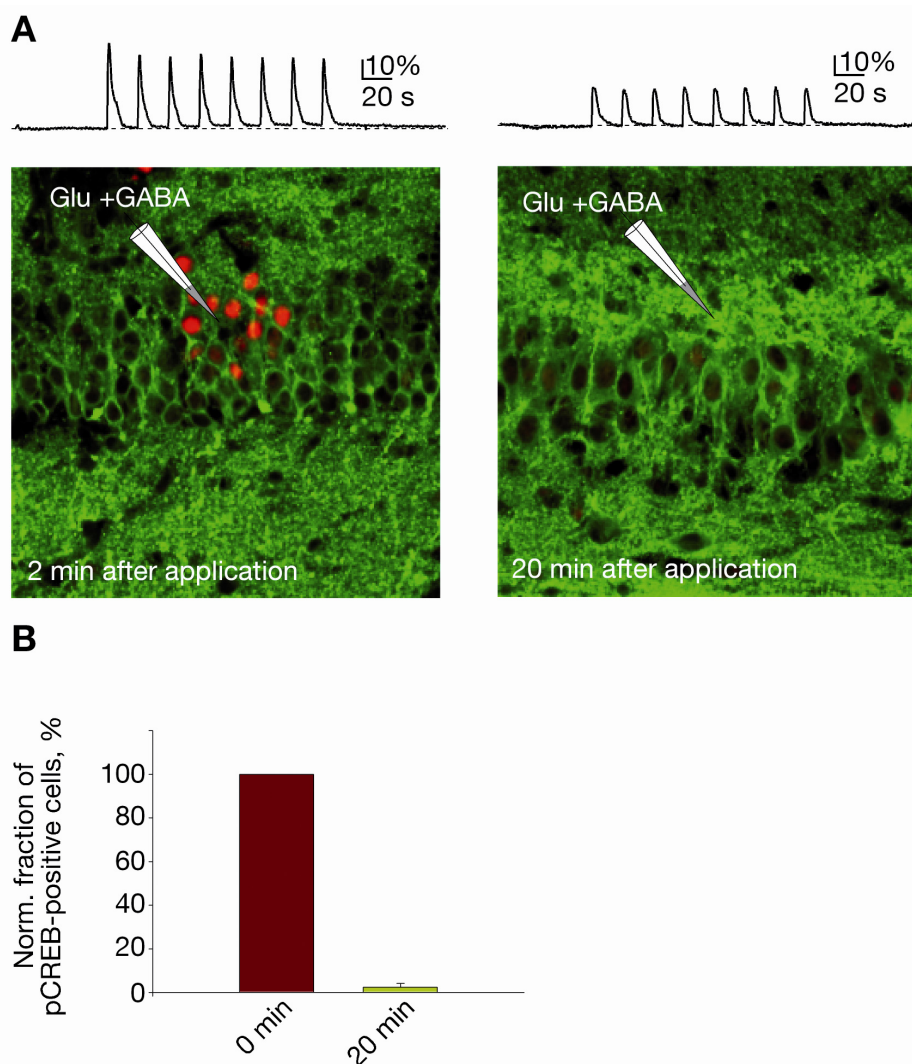 A
10%
20 s
10%
20 s
Glu +GABA
2 min after application
Glu +GABA
20 min after application
B
Norm. fraction of
pCREB-positive cells, %
100
80
60
40
20
0
0 min
20 min